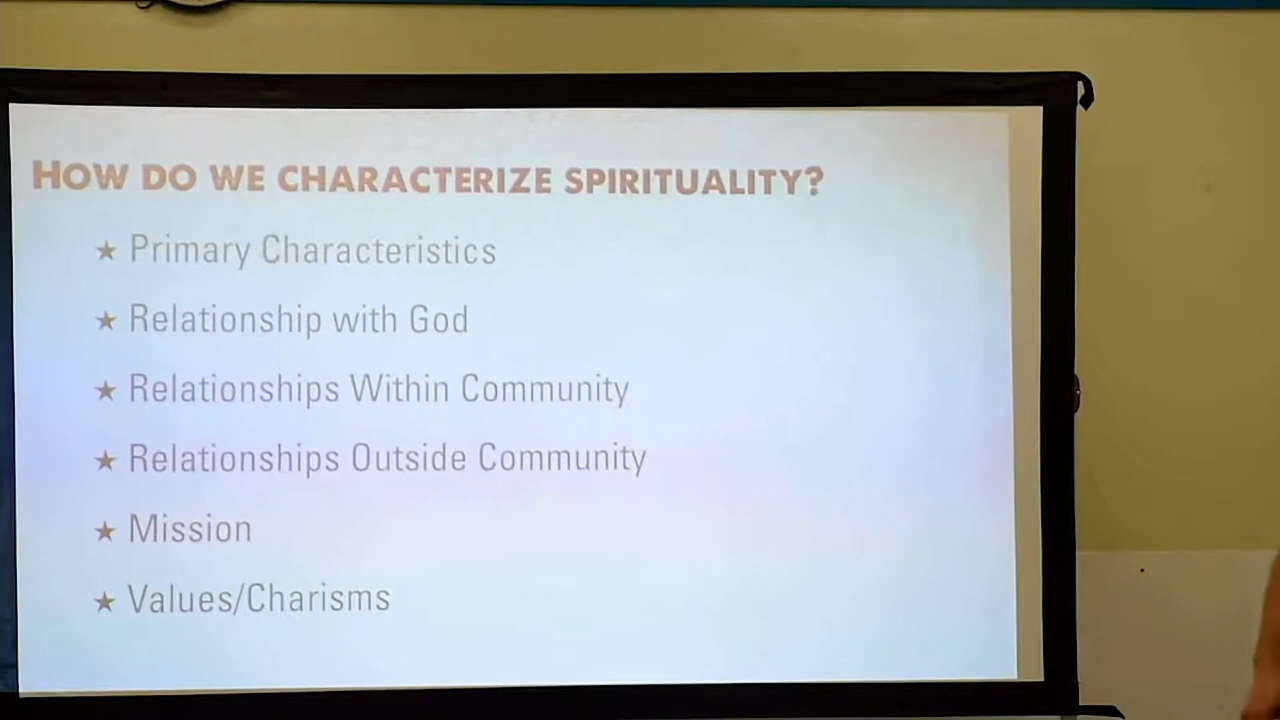 HOW DO WE CHARACTERIZE SPIRITUALITY?
★ Primary Characteristics
★ Relationship with God
★ Relationships Within Community
★ Relationships Outside Community
★ Mission
★ Values/Charisms